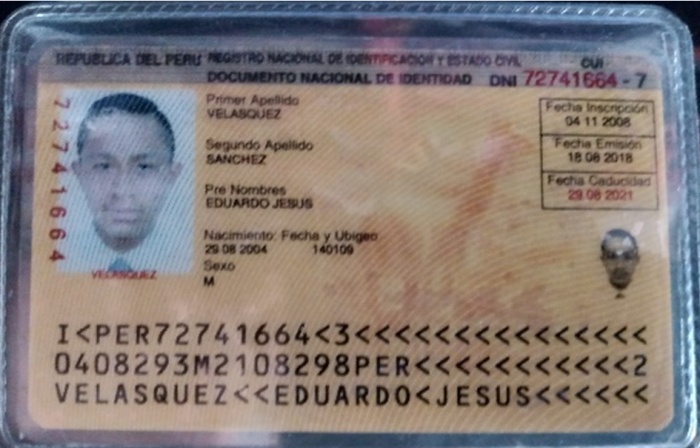 REPUBLICA DEL PERU REGISTRO NACIONAL DE IDENTIFICACION Y ESTADO CIVIL CUI
DOCUMENTO NACIONAL DE IDENTIDAD DNI 72741664 - 7
72741664
Primer Apellido
VELASQUEZ
Segundo Apellido
SANCHEZ
Pre Nombres
EDUARDO JESUS
Nacimiento: Fecha y Ubigeo
29 08 2004 140109
Sexo
M
Fecha Inscripción
04 11 2008
Fecha Emisión
18 08 2018
Fecha Caducidad
29 08 2021
VELASQUEZ
I<PER72741664<3<<<<<<<<<<<<<<<
0408293M2108298PER<<<<<<<<<<<2
VELASQUEZ<<EDUARDO<JESUS<<<<<<